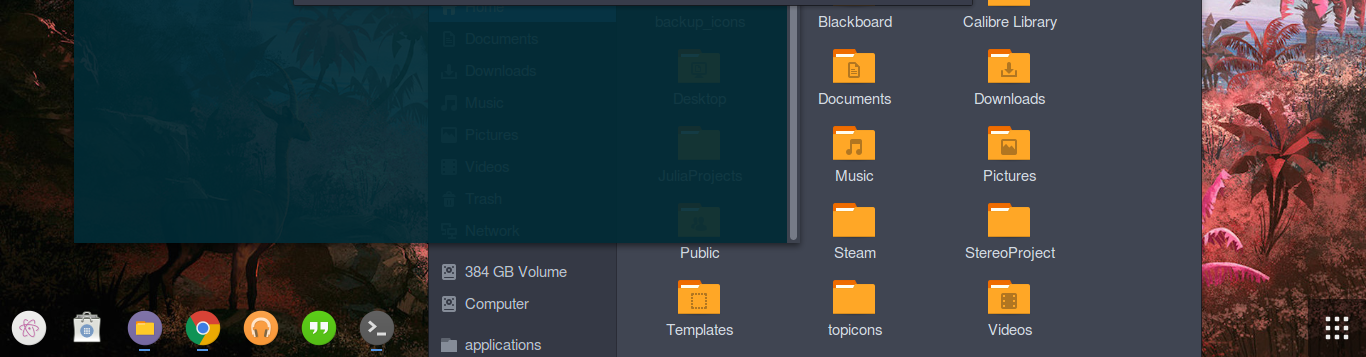 Home
Documents
Downloads
Music
Pictures
Videos
Trash
Network
384 GB Volume
Computer
applications
backup_icons
Blackboard
Calibre Library
Desktop
Documents
Downloads
JuliaProjects
Music
Pictures
Public
Steam
StereoProject
Templates
topicons
Videos